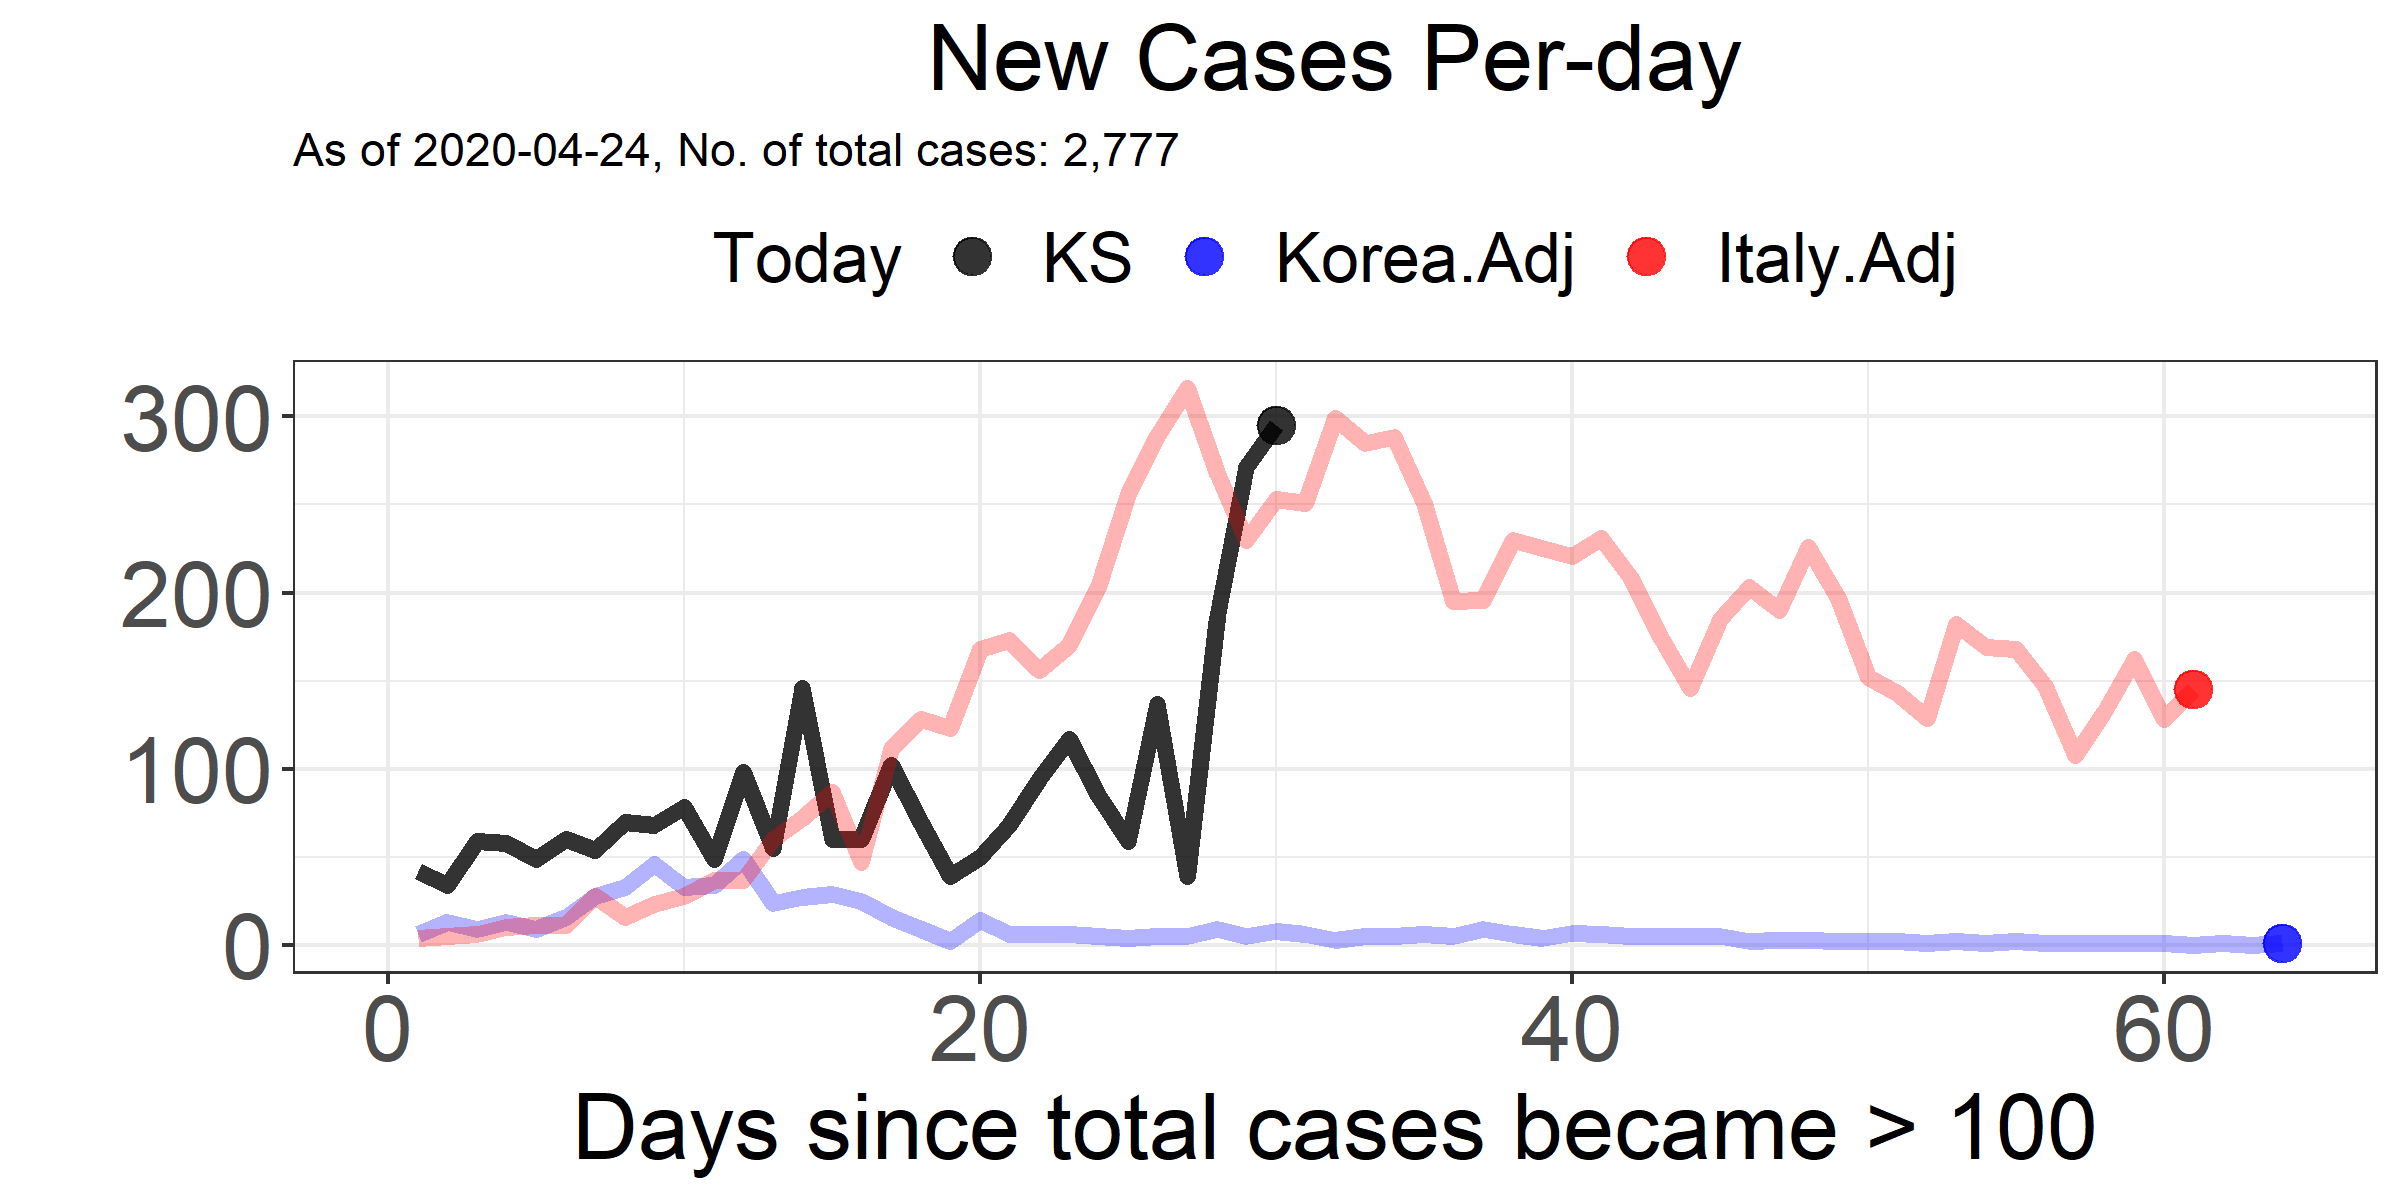 New Cases Per-day
As of 2020-04-24, No. of total cases: 2,777
Today KS Korea.Adj Italy.Adj
300
200
100
0
0 20 40 60
Days since total cases became > 100